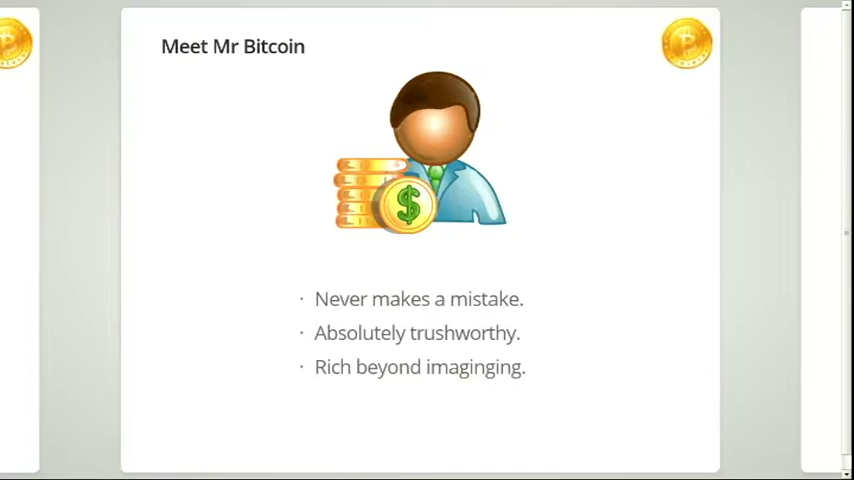 Meet Mr Bitcoin
· Never makes a mistake.
· Absolutely trushworthy.
· Rich beyond imaginging.